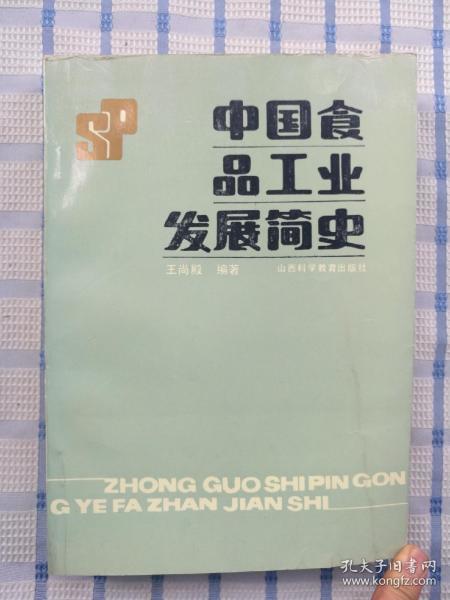 SP
中国食
品工业
发展简史
王尚殿 编著 山西科学教育出版社
ZHONG GUO SHI PIN GON
G YE FA ZHAN JIAN SHI
孔夫子旧书网
www.kongfz.com